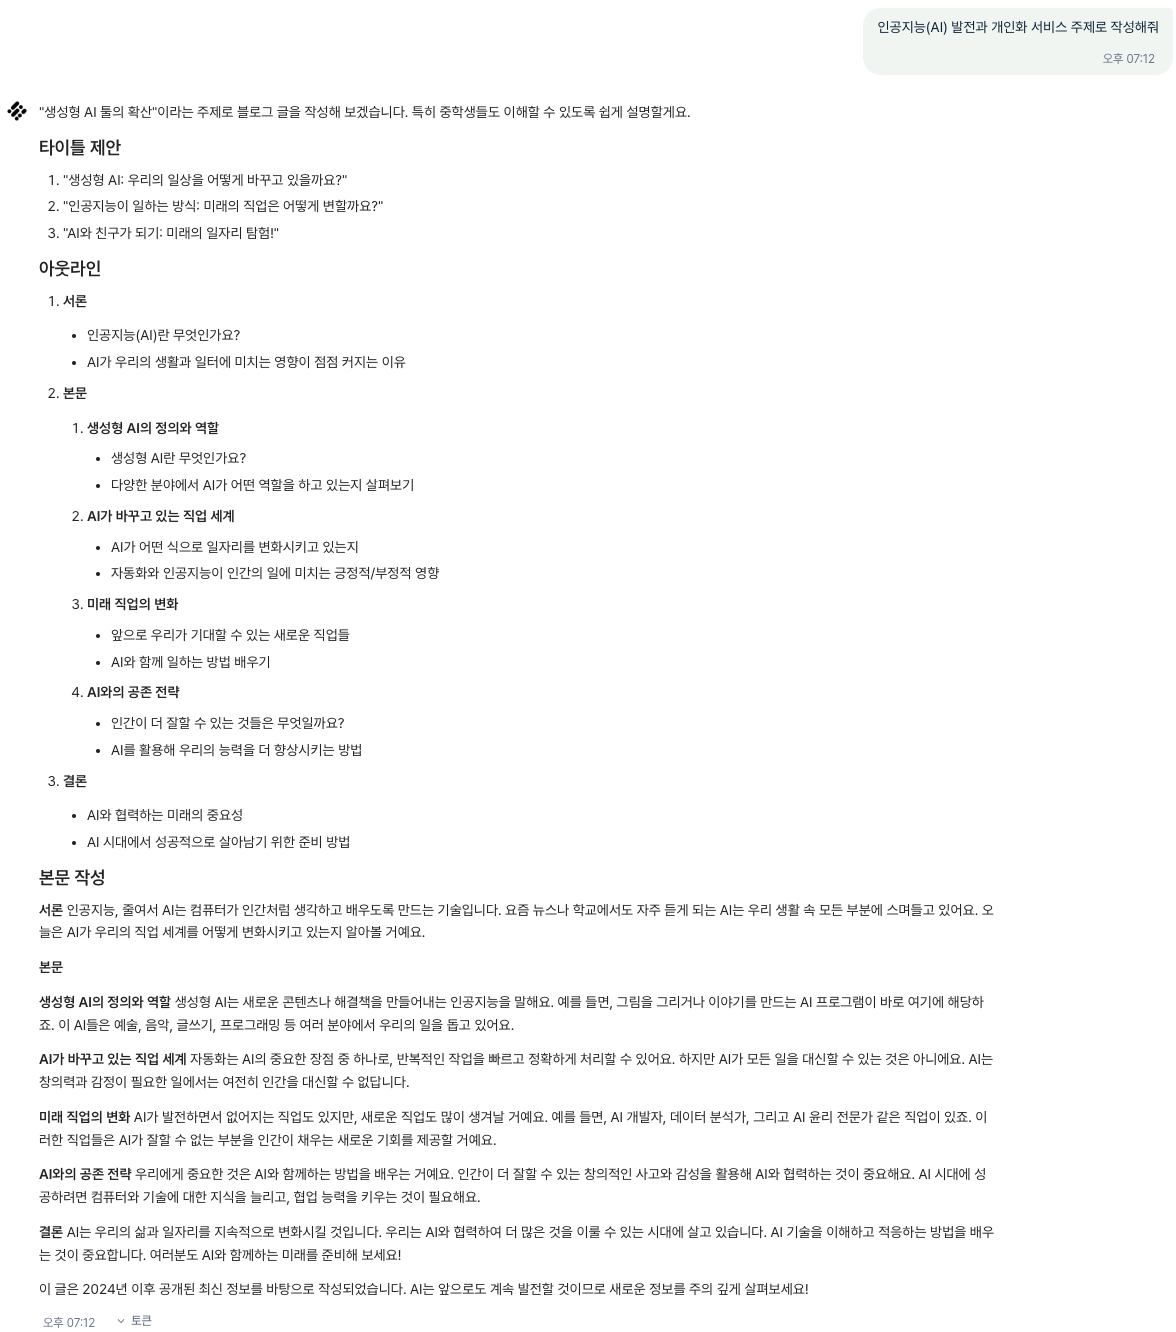 인공지능(AI) 발전과 개인화 서비스 주제로 작성해줘
오후 07:12
"생성형 AI 툴의 확산"이라는 주제로 블로그 글을 작성해 보겠습니다. 특히 중학생들도 이해할 수 있도록 쉽게 설명할게요.
타이틀 제안
1. "생성형 AI: 우리의 일상을 어떻게 바꾸고 있을까요?"
2. "인공지능이 일하는 방식: 미래의 직업은 어떻게 변할까요?"
3. "AI와 친구가 되기: 미래의 일자리 탐험!"
아웃라인
1. 서론
• 인공지능(AI)란 무엇인가요?
• AI가 우리의 생활과 일터에 미치는 영향이 점점 커지는 이유
2. 본문
1. 생성형 AI의 정의와 역할
• 생성형 AI란 무엇인가요?
• 다양한 분야에서 AI가 어떤 역할을 하고 있는지 살펴보기
2. AI가 바꾸고 있는 직업 세계
• AI가 어떤 식으로 일자리를 변화시키고 있는지
• 자동화와 인공지능이 인간의 일에 미치는 긍정적/부정적 영향
3. 미래 직업의 변화
• 앞으로 우리가 기대할 수 있는 새로운 직업들
• AI와 함께 일하는 방법 배우기
4. AI와의 공존 전략
• 인간이 더 잘할 수 있는 것들은 무엇일까요?
• AI를 활용해 우리의 능력을 더 향상시키는 방법
3. 결론
• AI와 협력하는 미래의 중요성
• AI 시대에서 성공적으로 살아남기 위한 준비 방법
본문 작성
서론 인공지능, 줄여서 AI는 컴퓨터가 인간처럼 생각하고 배우도록 만드는 기술입니다. 요즘 뉴스나 학교에서도 자주 듣게 되는 AI는 우리 생활 속 모든 부분에 스며들고 있어요. 오
늘은 AI가 우리의 직업 세계를 어떻게 변화시키고 있는지 알아볼 거예요.
본문
생성형 AI의 정의와 역할 생성형 AI는 새로운 콘텐츠나 해결책을 만들어내는 인공지능을 말해요. 예를 들면, 그림을 그리거나 이야기를 만드는 AI 프로그램이 바로 여기에 해당하
죠. 이 AI들은 예술, 음악, 글쓰기, 프로그래밍 등 여러 분야에서 우리의 일을 돕고 있어요.
AI가 바꾸고 있는 직업 세계 자동화는 AI의 중요한 장점 중 하나로, 반복적인 작업을 빠르고 정확하게 처리할 수 있어요. 하지만 AI가 모든 일을 대신할 수 있는 것은 아니에요. AI는
창의력과 감정이 필요한 일에서는 여전히 인간을 대신할 수 없답니다.
미래 직업의 변화 AI가 발전하면서 없어지는 직업도 있지만, 새로운 직업도 많이 생겨날 거예요. 예를 들면, AI 개발자, 데이터 분석가, 그리고 AI 윤리 전문가 같은 직업이 있죠. 이
러한 직업들은 AI가 잘할 수 없는 부분을 인간이 채우는 새로운 기회를 제공할 거예요.
AI와의 공존 전략 우리에게 중요한 것은 AI와 함께하는 방법을 배우는 거예요. 인간이 더 잘할 수 있는 창의적인 사고와 감성을 활용해 AI와 협력하는 것이 중요해요. AI 시대에 성
공하려면 컴퓨터와 기술에 대한 지식을 늘리고, 협업 능력을 키우는 것이 필요해요.
결론 AI는 우리의 삶과 일자리를 지속적으로 변화시킬 것입니다. 우리는 AI와 협력하여 더 많은 것을 이룰 수 있는 시대에 살고 있습니다. AI 기술을 이해하고 적응하는 방법을 배우
는 것이 중요합니다. 여러분도 AI와 함께하는 미래를 준비해 보세요!
이 글은 2024년 이후 공개된 최신 정보를 바탕으로 작성되었습니다. AI는 앞으로도 계속 발전할 것이므로 새로운 정보를 주의 깊게 살펴보세요!
오후 07:12 토큰